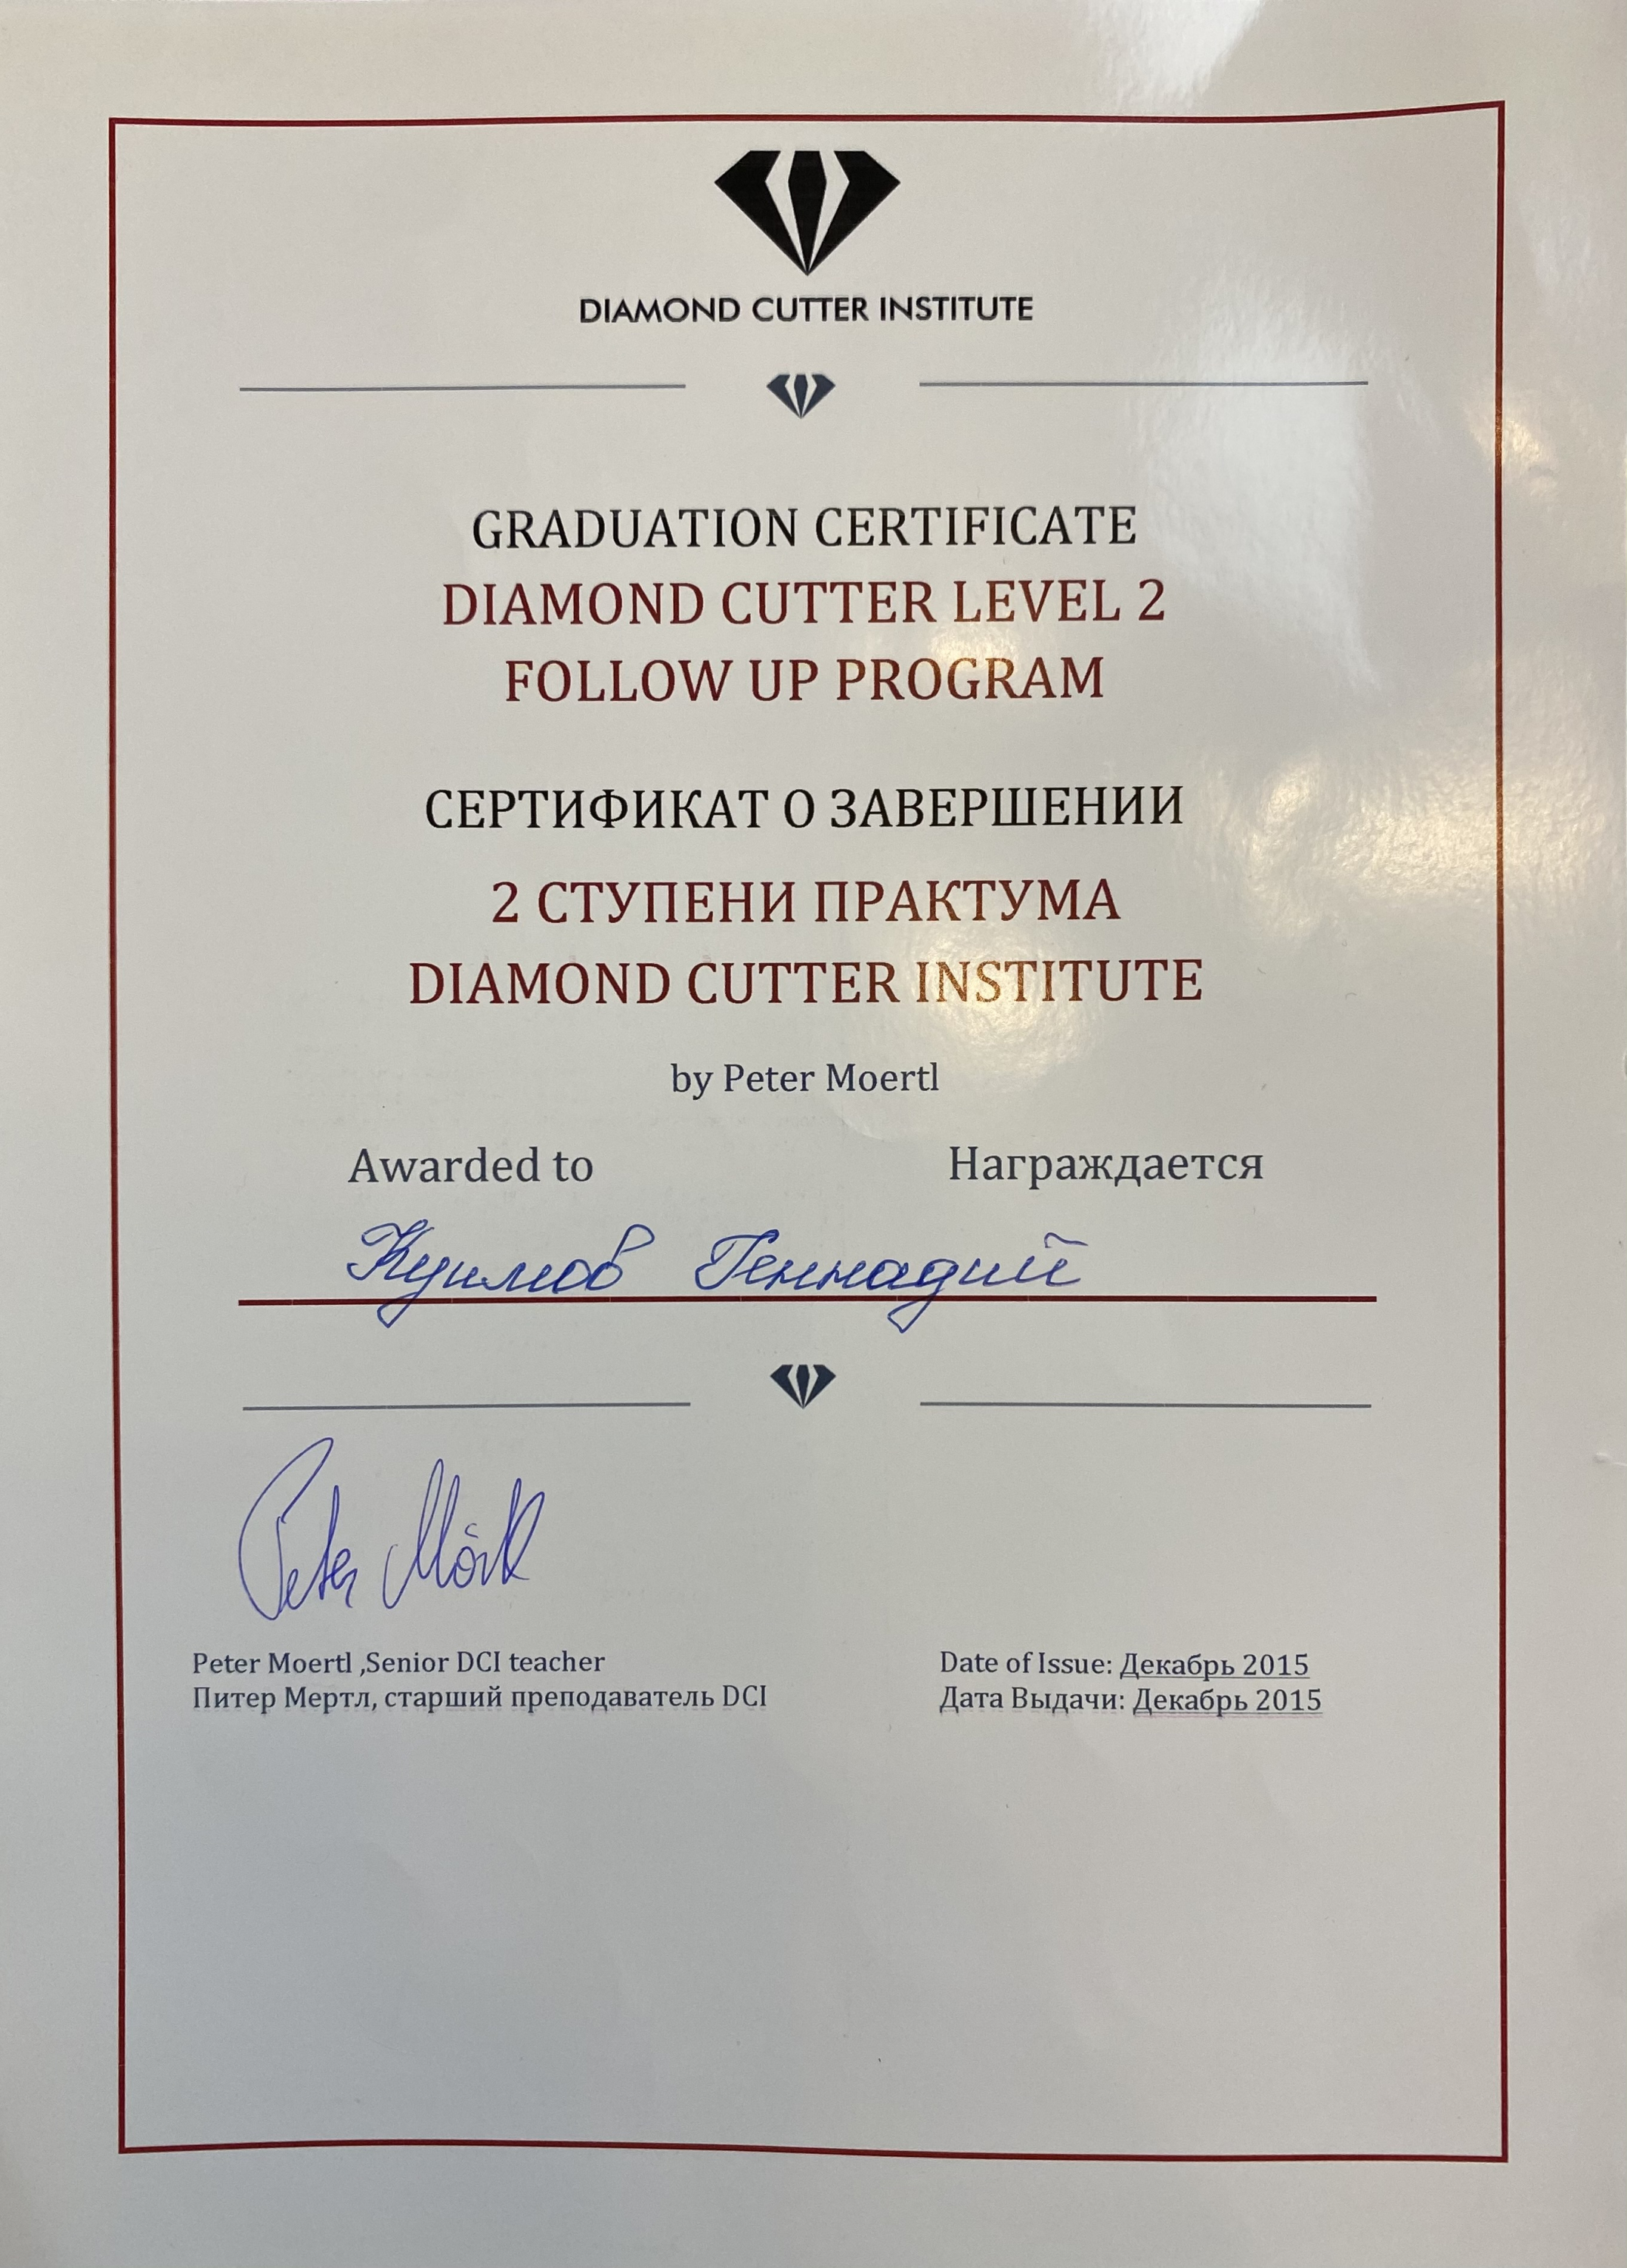 DIAMOND CUTTER INSTITUTE
GRADUATION CERTIFICATE
DIAMOND CUTTER LEVEL 2
FOLLOW UP PROGRAM
СЕРТИФИКАТ О ЗАВЕРШЕНИИ
2 СТУПЕНИ ПРАКТУМА
DIAMOND CUTTER INSTITUTE
by Peter Moertl
Awarded to Награждается
Куимов Геннадий
Peter Mörtl
Peter Moertl ,Senior DCI teacher
Питер Мертл, старший преподаватель DCI
Date of Issue: Декабрь 2015
Дата Выдачи: Декабрь 2015